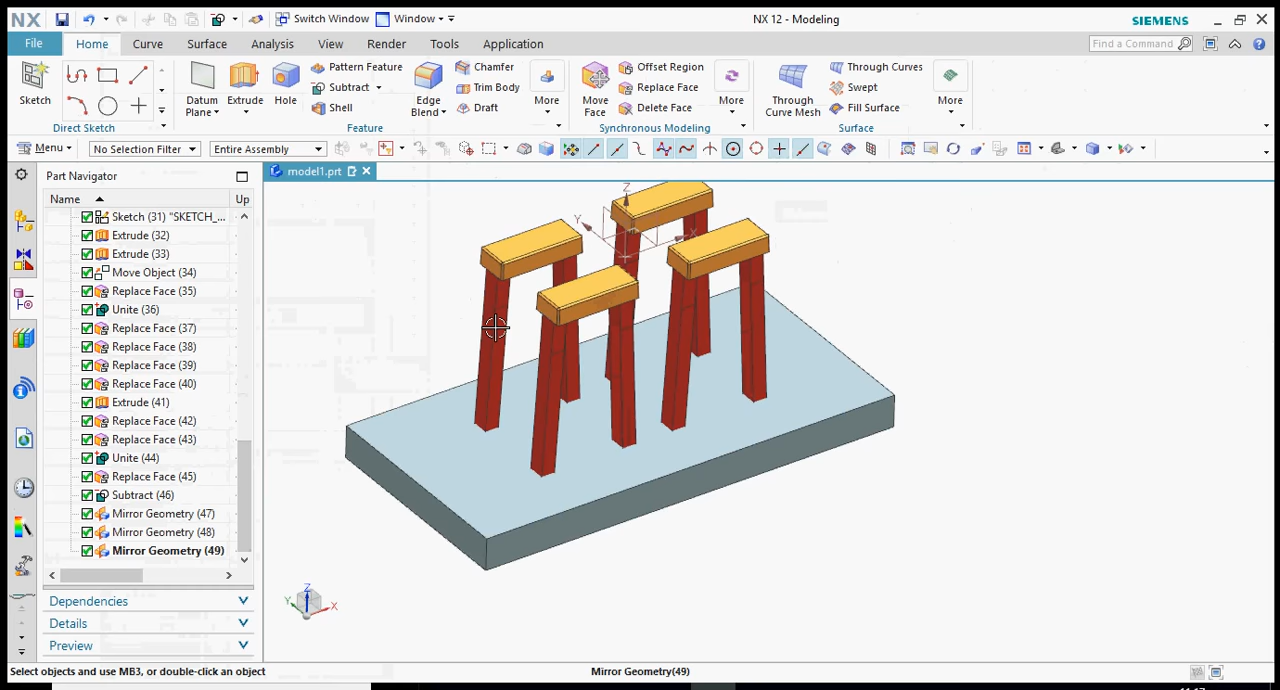 NX
Switch Window
Window
NX 12 - Modeling
SIEMENS
File
Home
Curve
Surface
Analysis
View
Render
Tools
Application
Find a Command
Sketch
Direct Sketch
Datum Plane
Extrude
Hole
Pattern Feature
Subtract
Shell
Edge Blend
Chamfer
Trim Body
Draft
More
Feature
Move Face
Offset Region
Replace Face
Delete Face
More
Synchronous Modeling
Through Curve Mesh
Through Curves
Swept
Fill Surface
More
Surface
Menu
No Selection Filter
Entire Assembly
Part Navigator
model1.prt
Name
Up
Sketch (31) "SKETCH_...
Extrude (32)
Extrude (33)
Move Object (34)
Replace Face (35)
Unite (36)
Replace Face (37)
Replace Face (38)
Replace Face (39)
Replace Face (40)
Extrude (41)
Replace Face (42)
Replace Face (43)
Unite (44)
Replace Face (45)
Subtract (46)
Mirror Geometry (47)
Mirror Geometry (48)
Mirror Geometry (49)
Dependencies
Details
Preview
Z
Y
X
Z
Y
X
Select objects and use MB3, or double-click an object
Mirror Geometry(49)